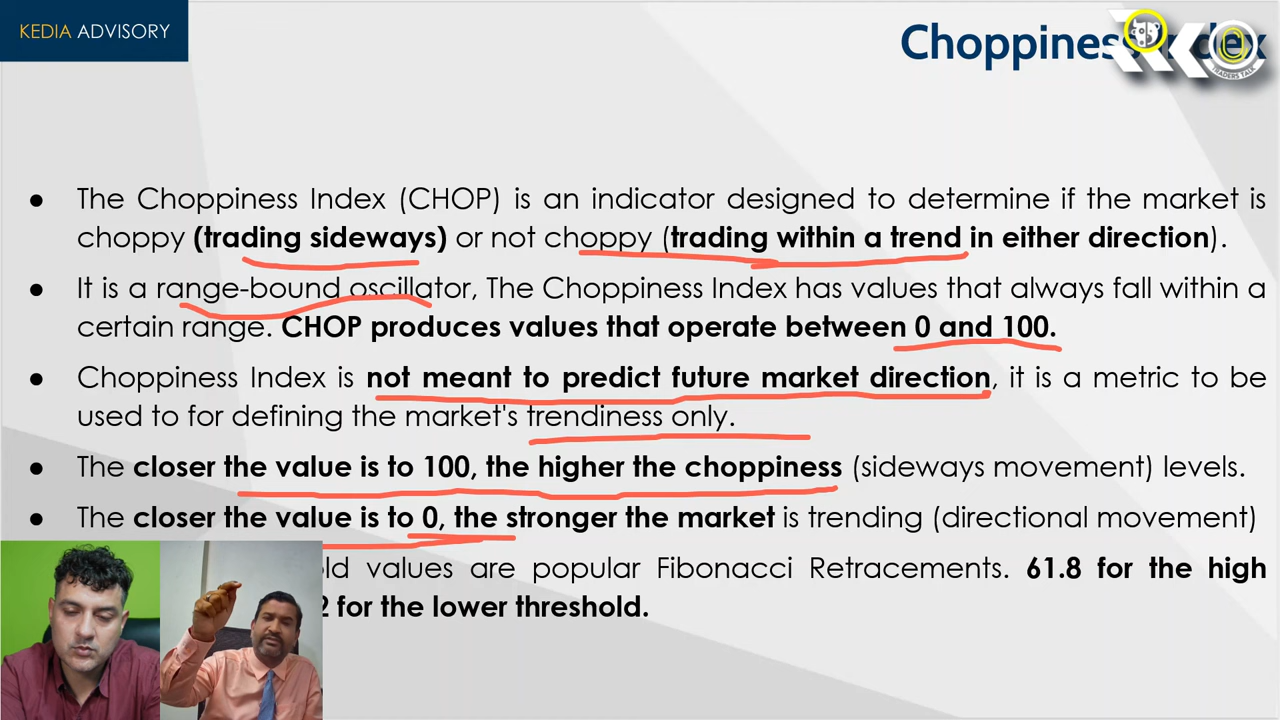 KEDIA ADVISORY
Choppiness Index
TRADERS TALK
● The Choppiness Index (CHOP) is an indicator designed to determine if the market is
choppy (trading sideways) or not choppy (trading within a trend in either direction).
● It is a range-bound oscillator, The Choppiness Index has values that always fall within a
certain range. CHOP produces values that operate between 0 and 100.
● Choppiness Index is not meant to predict future market direction, it is a metric to be
used to for defining the market's trendiness only.
● The closer the value is to 100, the higher the choppiness (sideways movement) levels.
● The closer the value is to 0, the stronger the market is trending (directional movement)
values are popular Fibonacci Retracements. 61.8 for the high
for the lower threshold.